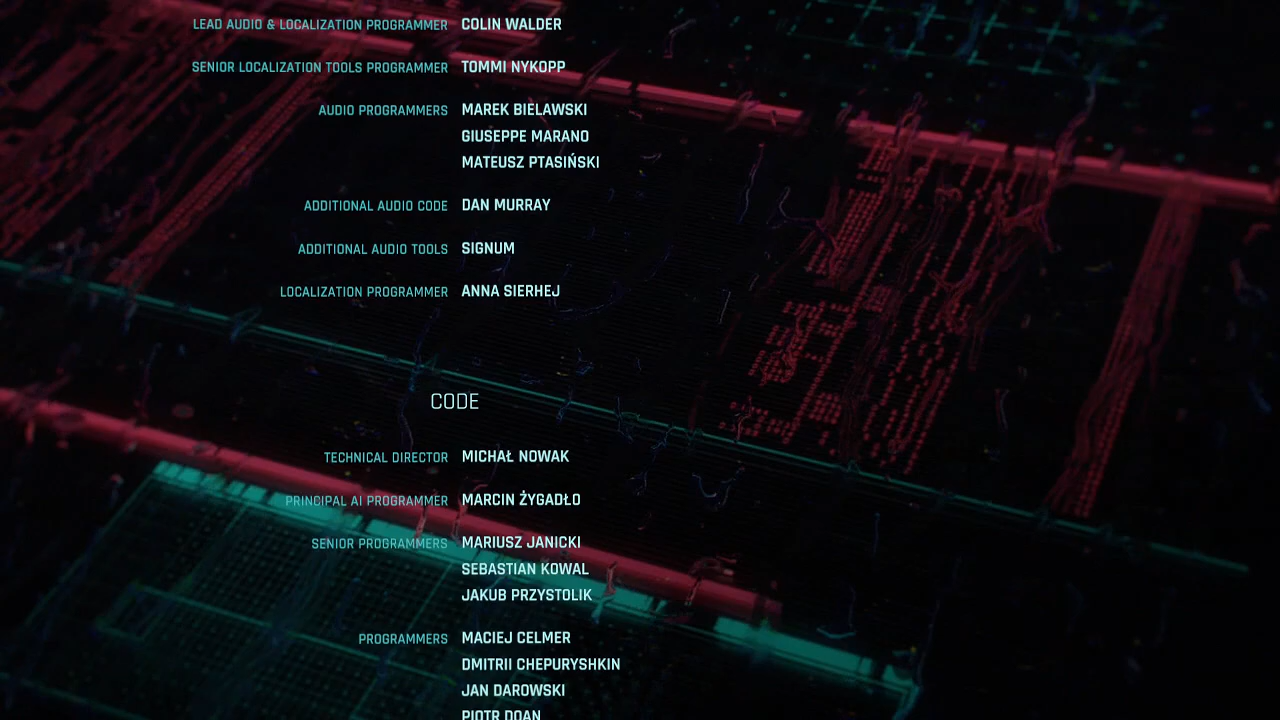 LEAD AUDIO & LOCALIZATION PROGRAMMER COLIN WALDER
SENIOR LOCALIZATION TOOLS PROGRAMMER TOMMI NYKOPP
AUDIO PROGRAMMERS MAREK BIELAWSKI
GIUSEPPE MARANO
MATEUSZ PTASIŃSKI
ADDITIONAL AUDIO CODE DAN MURRAY
ADDITIONAL AUDIO TOOLS SIGNUM
LOCALIZATION PROGRAMMER ANNA SIERHEJ
CODE
TECHNICAL DIRECTOR MICHAŁ NOWAK
PRINCIPAL AI PROGRAMMER MARCIN ŻYGADŁO
SENIOR PROGRAMMERS MARIUSZ JANICKI
SEBASTIAN KOWAL
JAKUB PRZYSTOLIK
PROGRAMMERS MACIEJ CELMER
DMITRII CHEPURYSHKIN
JAN DAROWSKI
PIOTR DOAN